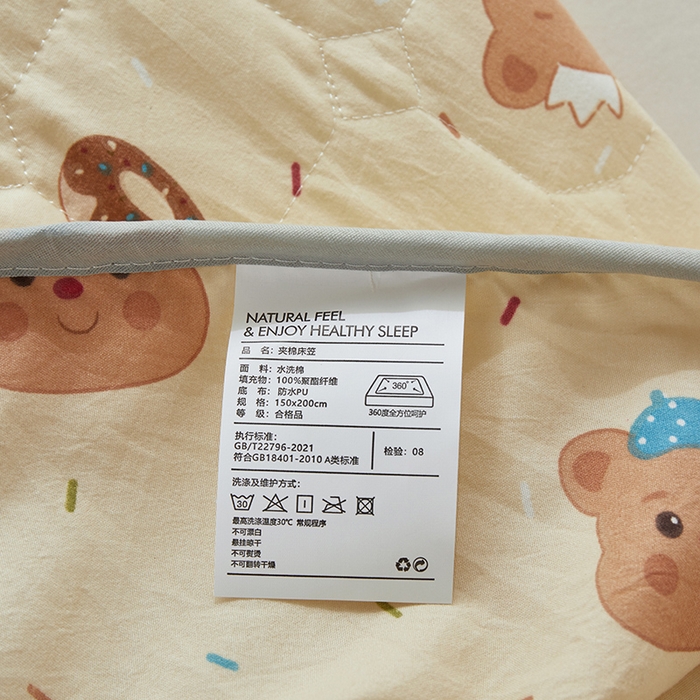 NATURAL FEEL
& ENJOY HEALTHY SLEEP
品 名：夹棉床笠
面 料：水洗棉
填充物：100%聚酯纤维
底 布：防水PU
规 格：150x200cm
等 级：合格品
360°
360度全方位呵护
执行标准：
GB/T22796-2021
符合GB18401-2010 A类标准
检验：08
洗涤及维护方式：
30
最高洗涤温度30℃ 常规程序
不可漂白
悬挂晾干
不可熨烫
不可翻转干燥